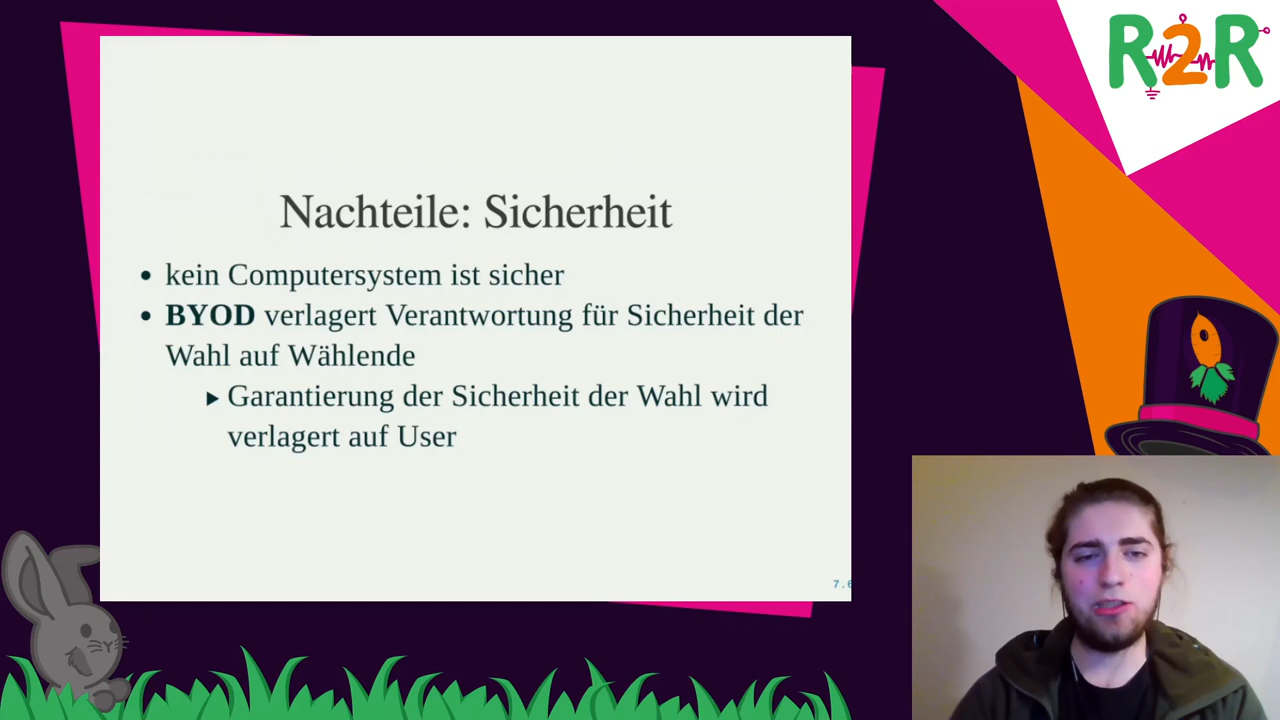 R2R
Nachteile: Sicherheit
• kein Computersystem ist sicher
• BYOD verlagert Verantwortung für Sicherheit der
Wahl auf Wählende
▸ Garantierung der Sicherheit der Wahl wird
verlagert auf User